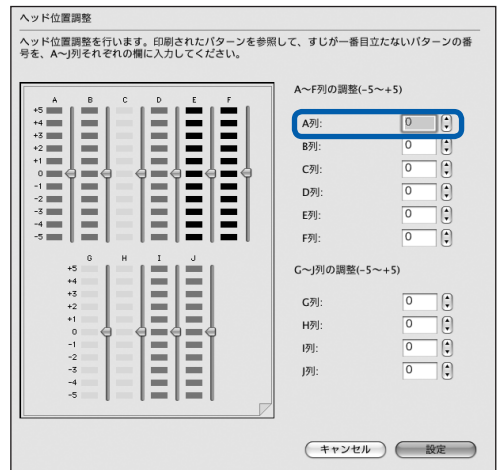 ヘッド位置調整
ヘッド位置調整を行います。印刷されたパターンを参照して、すじが一番目立たないパターンの番
号を、A〜J列それぞれの欄に入力してください。
A B C D E F
+5
+4
+3
+2
+1
0
-1
-2
-3
-4
-5
G H I J
+5
+4
+3
+2
+1
0
-1
-2
-3
-4
-5
A〜F列の調整(-5〜+5)
A列: 0
B列: 0
C列: 0
D列: 0
E列: 0
F列: 0
G〜J列の調整(-5〜+5)
G列: 0
H列: 0
I列: 0
J列: 0
キャンセル 設定